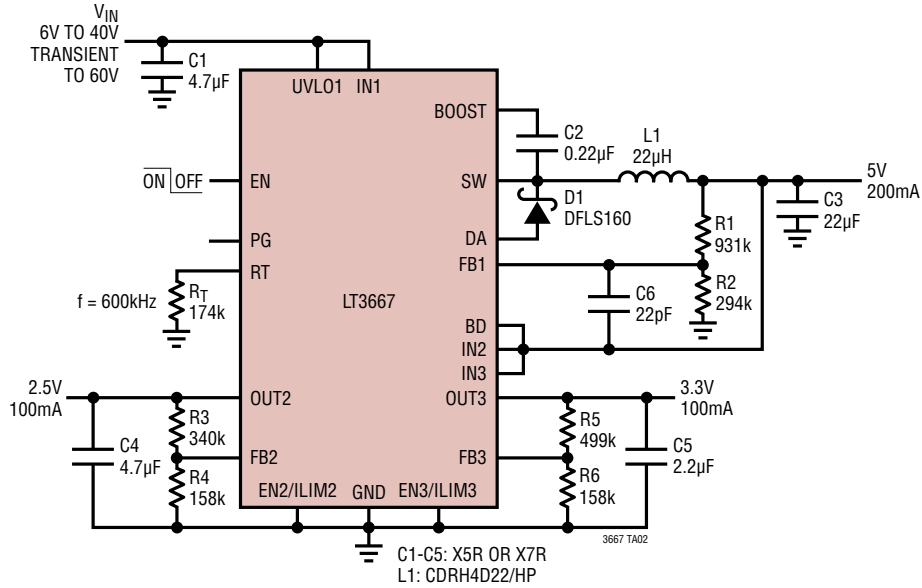 VIN
6V TO 40V
TRANSIENT
TO 60V
C1
4.7µF
UVLO1 IN1
BOOST
C2
0.22µF
L1
22µH
5V
200mA
ON OFF
EN
SW
D1
DFLS160
C3
22µF
R1
931k
PG
DA
RT
FB1
f = 600kHz
RT
174k
LT3667
C6
22pF
R2
294k
BD
IN2
IN3
2.5V
100mA
OUT2
OUT3
3.3V
100mA
R3
340k
R5
499k
C4
4.7µF
FB2
FB3
C5
2.2µF
R4
158k
R6
158k
EN2/ILIM2 GND EN3/ILIM3
3667 TA02
C1-C5: X5R OR X7R
L1: CDRH4D22/HP